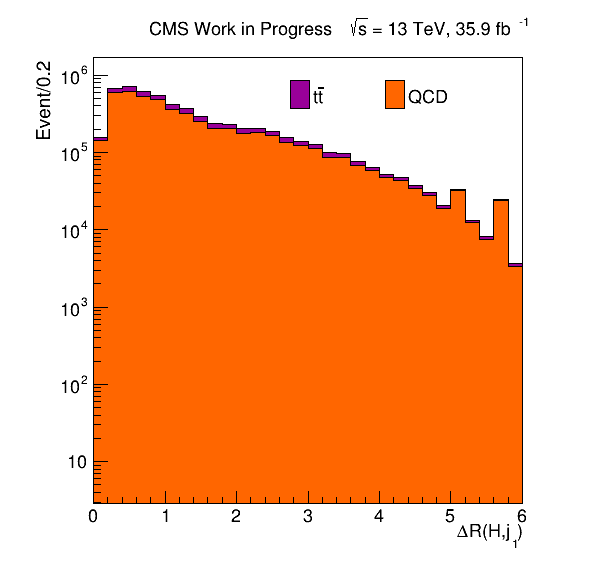 CMS Work in Progress √s = 13 TeV, 35.9 fb⁻¹
Event/0.2
tt̄
QCD
10⁶
10⁵
10⁴
10³
10²
10
0 1 2 3 4 5 6
ΔR(H,j₁)